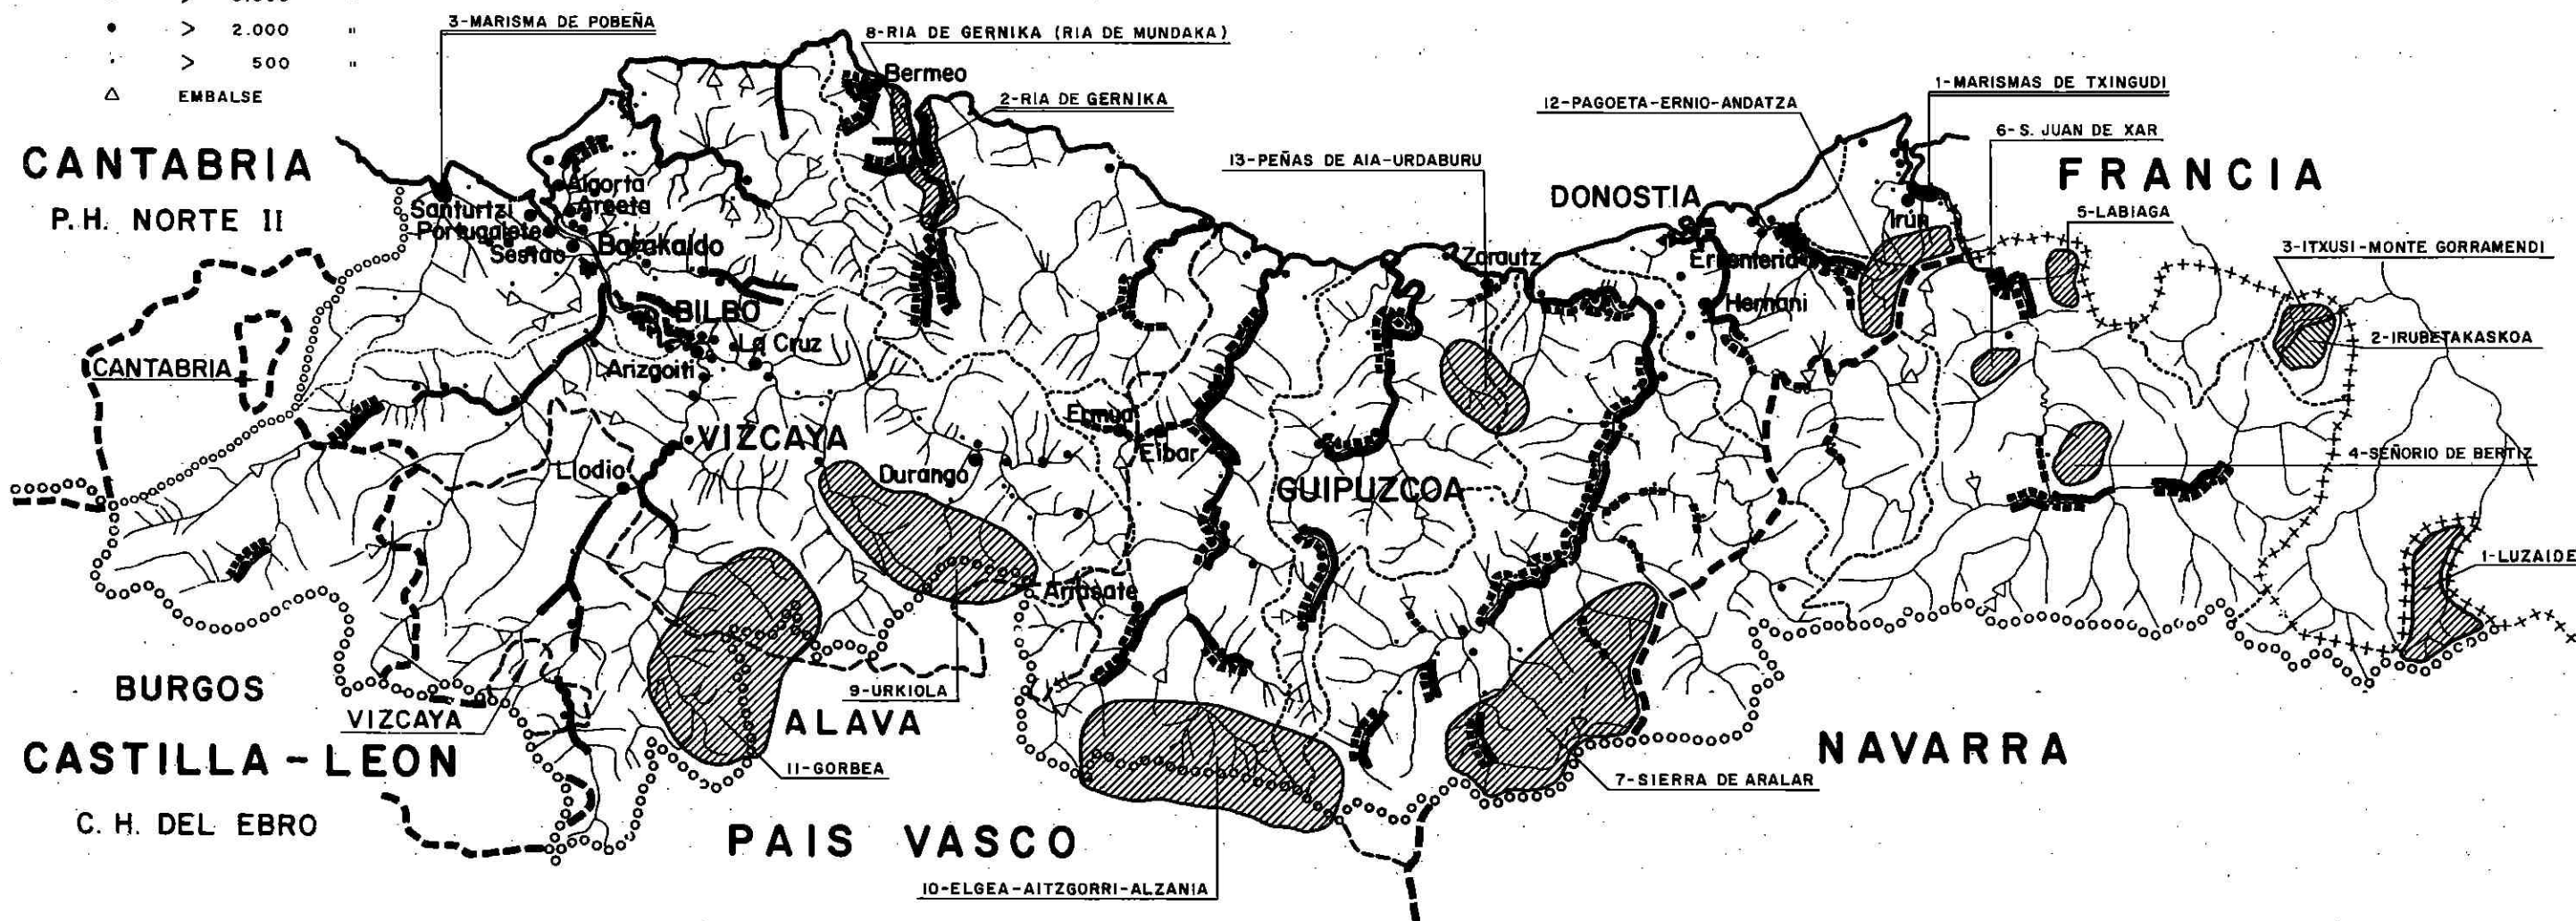 • > 2.000 "
· > 500 "
△ EMBALSE
3-MARISMA DE POBEÑA
8-RIA DE GERNIKA (RIA DE MUNDAKA)
Bermeo
2-RIA DE GERNIKA
12-PAGOETA-ERNIO-ANDATZA
1-MARISMAS DE TXINGUDI
6-S. JUAN DE XAR
CANTABRIA
P.H. NORTE II
13-PEÑAS DE AIA-URDABURU
DONOSTIA
FRANCIA
5-LABIAGA
Algorta
Areeta
Santurtzi
Portugalete
Sestao
Barakaldo
Irún
Zarautz
Errenteria
3-ITXUSI-MONTE GORRAMENDI
BILBO
Hernani
La Cruz
Arizgoiti
2-IRUBETAKASKOA
CANTABRIA
Ermua
Eibar
VIZCAYA
Llodio
Durango
GUIPUZCOA
4-SEÑORIO DE BERTIZ
1-LUZAIDE
Arrasate
BURGOS
VIZCAYA
9-URKIOLA
ALAVA
CASTILLA-LEON
C. H. DEL EBRO
11-GORBEA
7-SIERRA DE ARALAR
NAVARRA
PAIS VASCO
10-ELGEA-AITZGORRI-ALZANIA